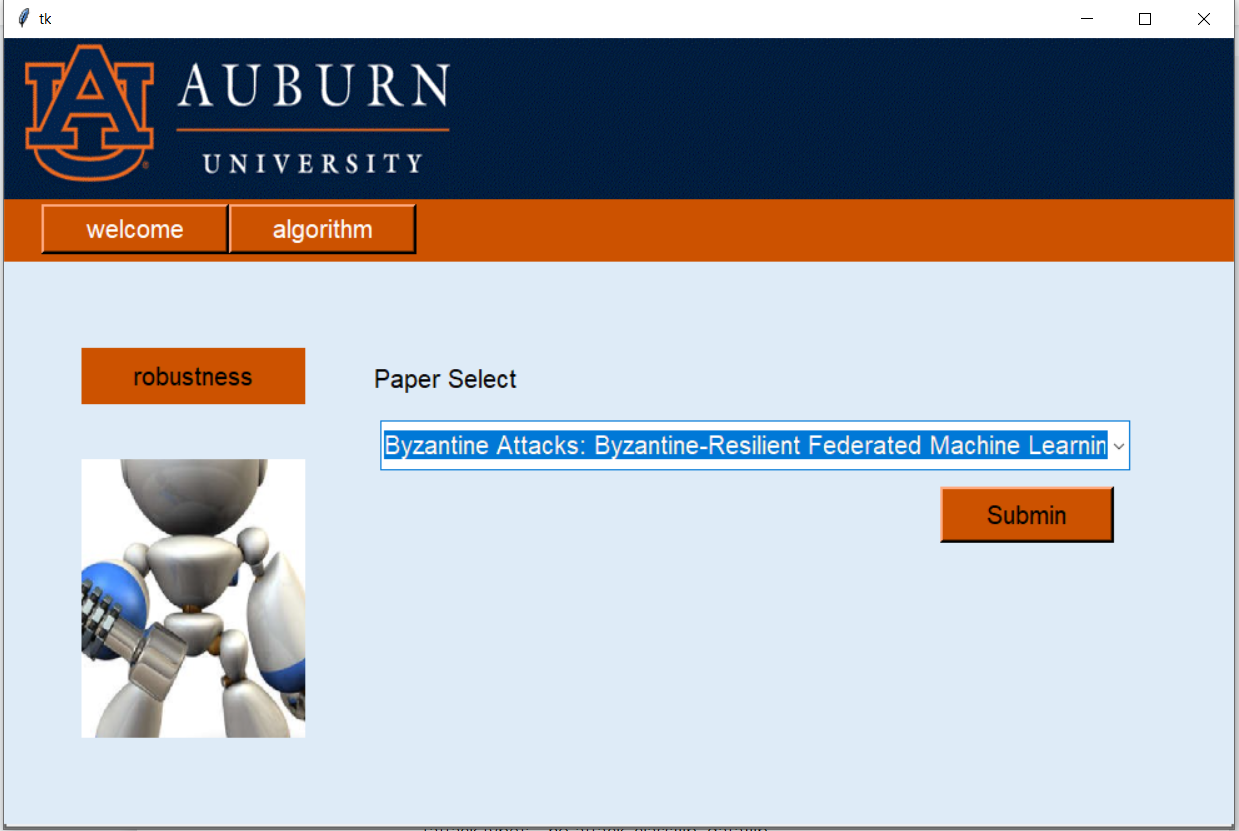 tk
AUBURN
UNIVERSITY
welcome
algorithm
robustness
Paper Select
Byzantine Attacks: Byzantine-Resilient Federated Machine Learnin
Submin